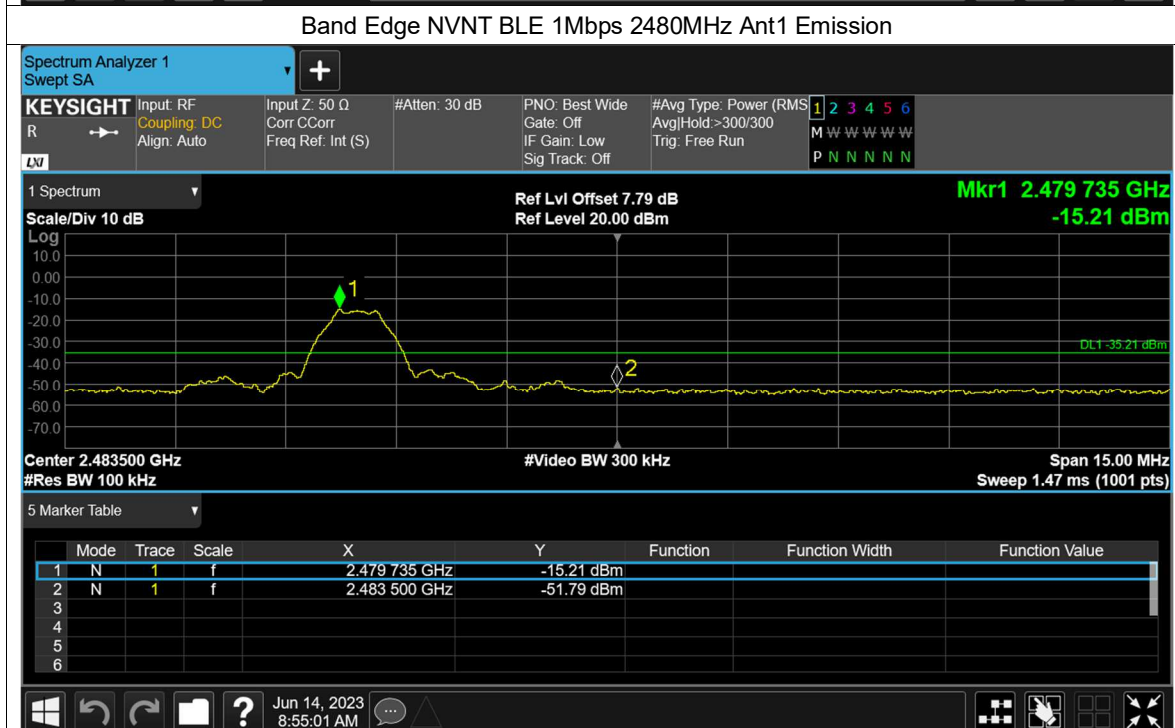 Band Edge NVNT BLE 1Mbps 2480MHz Ant1 Emission
Spectrum Analyzer 1
Swept SA
+
KEYSIGHT
R
LXI
Input: RF
Coupling: DC
Align: Auto
Input Z: 50 Ω
Corr CCorr
Freq Ref: Int (S)
#Atten: 30 dB
PNO: Best Wide
Gate: Off
IF Gain: Low
Sig Track: Off
#Avg Type: Power (RMS
Avg|Hold:>300/300
Trig: Free Run
1 2 3 4 5 6
M W W W W W
P N N N N N
1 Spectrum
Scale/Div 10 dB
Ref Lvl Offset 7.79 dB
Ref Level 20.00 dBm
Mkr1 2.479 735 GHz
-15.21 dBm
Log
10.0
0.00
-10.0
-20.0
-30.0
-40.0
-50.0
-60.0
-70.0
1
2
DL1 -35.21 dBm
Center 2.483500 GHz
#Res BW 100 kHz
#Video BW 300 kHz
Span 15.00 MHz
Sweep 1.47 ms (1001 pts)
5 Marker Table
Mode Trace Scale X Y Function Function Width Function Value
1 N 1 f 2.479 735 GHz -15.21 dBm
2 N 1 f 2.483 500 GHz -51.79 dBm
3
4
5
6
?
Jun 14, 2023
8:55:01 AM